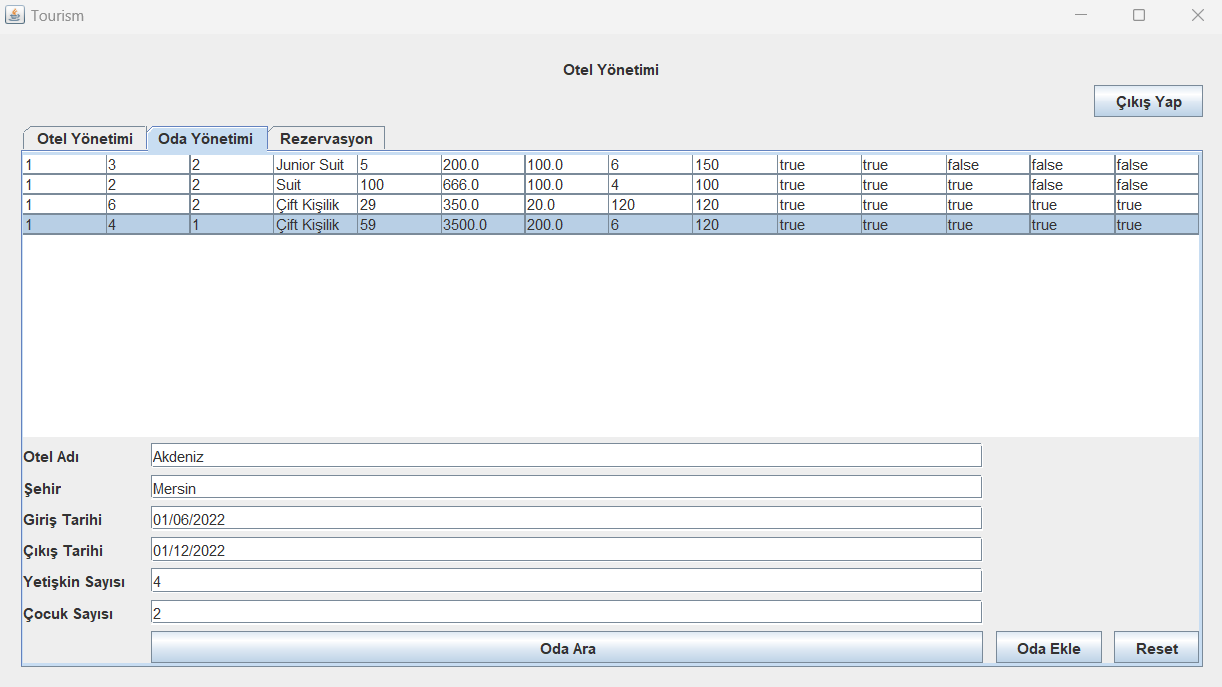 Tourism
Otel Yönetimi
Çıkış Yap
Otel Yönetimi Oda Yönetimi Rezervasyon
1 3 2 Junior Suit 5 200.0 100.0 6 150 true true false false false
1 2 2 Suit 100 666.0 100.0 4 100 true true true false false
1 6 2 Çift Kişilik 29 350.0 20.0 120 120 true true true true true
1 4 1 Çift Kişilik 59 3500.0 200.0 6 120 true true true true true
Otel Adı Akdeniz
Şehir Mersin
Giriş Tarihi 01/06/2022
Çıkış Tarihi 01/12/2022
Yetişkin Sayısı 4
Çocuk Sayısı 2
Oda Ara Oda Ekle Reset